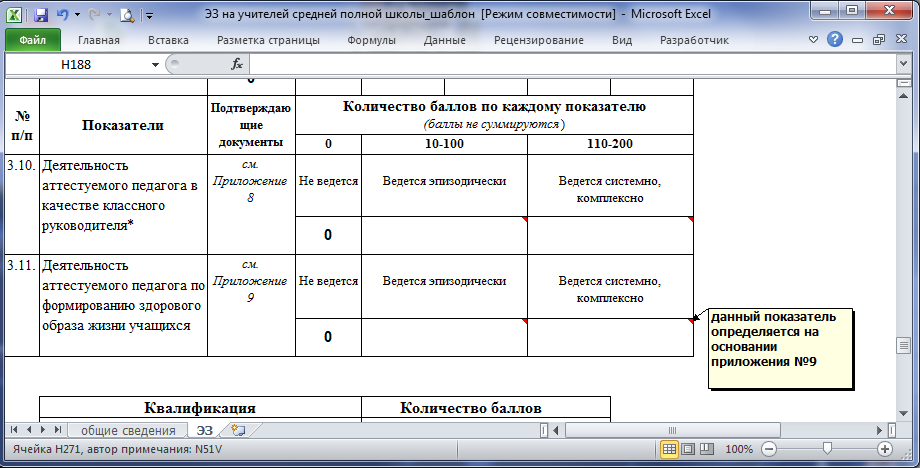 ЭЗ на учителей средней полной школы_шаблон [Режим совместимости] - Microsoft Excel
Файл Главная Вставка Разметка страницы Формулы Данные Рецензирование Вид Разработчик
H188 fx
№ п/п
Показатели
Подтверждаю
щие
документы
Количество баллов по каждому показателю
(баллы не суммируются)
0 10-100 110-200
3.10.
Деятельность
аттестуемого педагога в
качестве классного
руководителя*
см.
Приложение
8
Не ведется
Ведется эпизодически
Ведется системно,
комплексно
0
3.11.
Деятельность
аттестуемого педагога по
формированию здорового
образа жизни учащихся
см.
Приложение
9
Не ведется
Ведется эпизодически
Ведется системно,
комплексно
0
данный показатель
определяется на
основании
приложения №9
Квалификация Количество баллов
общие сведения ЭЗ
Ячейка H271, автор примечания: N51V 100%